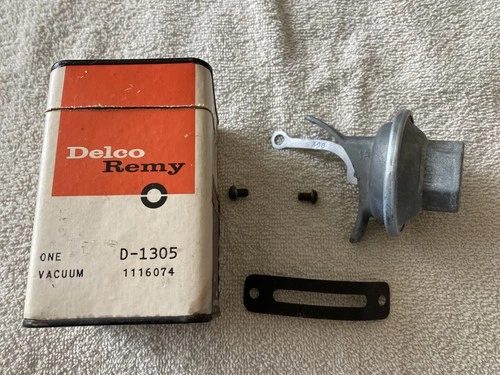 Delco
Remy
ONE D-1305
VACUUM 1116074